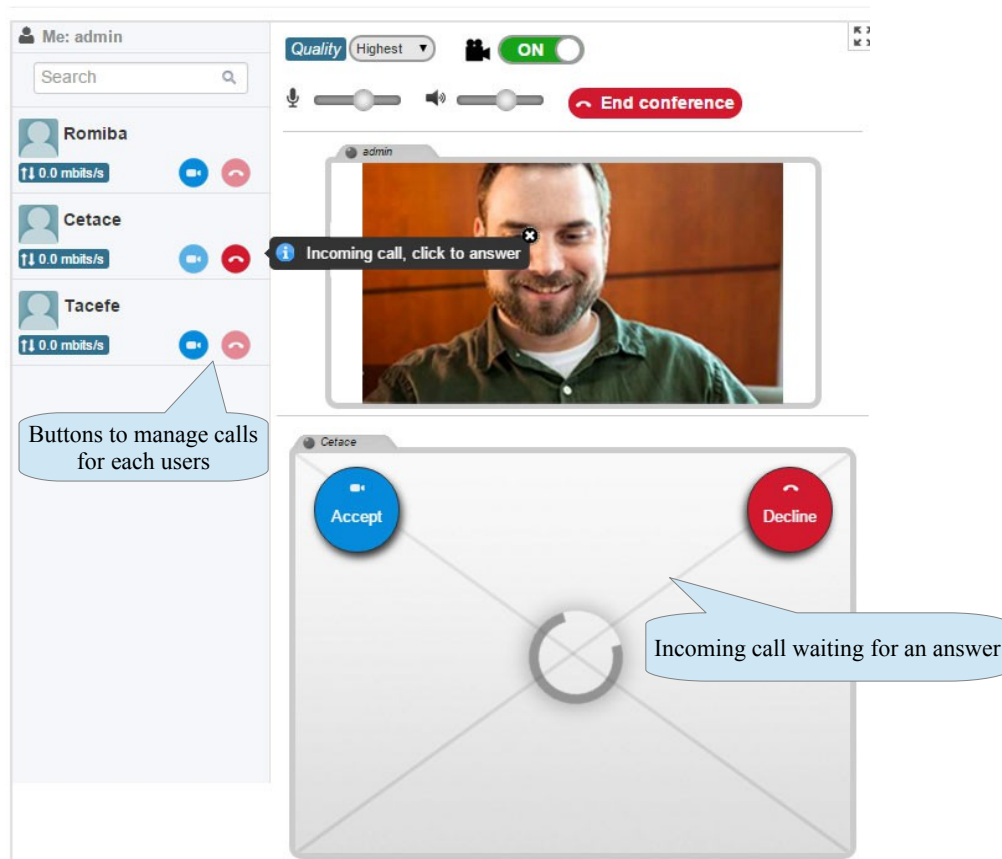 Me: admin
Search
Romiba
0.0 mbits/s
Cetace
0.0 mbits/s
Tacefe
0.0 mbits/s
Buttons to manage calls
for each users
Quality Highest ON
End conference
admin
Incoming call, click to answer
Cetace
Accept
Decline
Incoming call waiting for an answer